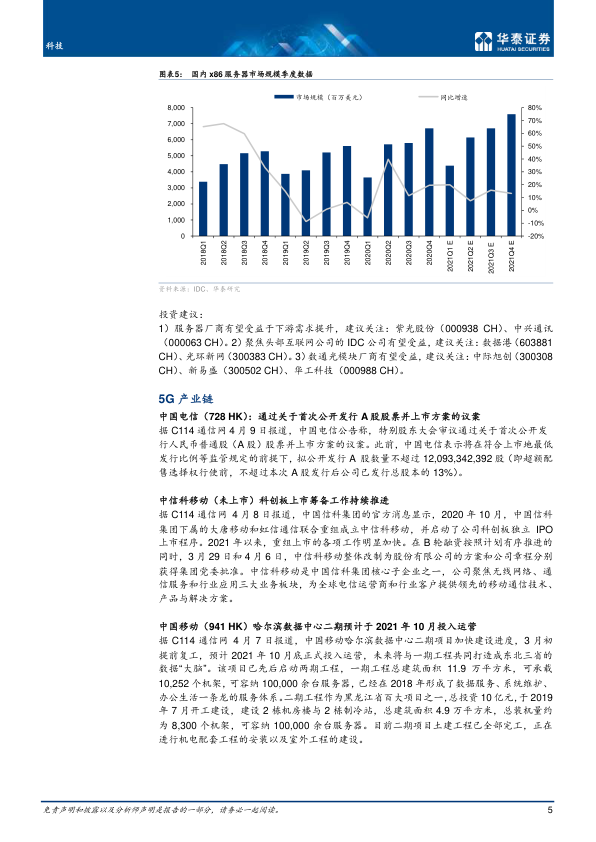 科技
华泰证券
HUATAI SECURITIES
图表5： 国内 x86 服务器市场规模季度数据
市场规模（百万美元）
同比增速
8,000
7,000
6,000
5,000
4,000
3,000
2,000
1,000
0
80%
70%
60%
50%
40%
30%
20%
10%
0%
-10%
-20%
2018Q1
2018Q2
2018Q3
2018Q4
2019Q1
2019Q2
2019Q3
2019Q4
2020Q1
2020Q2
2020Q3
2020Q4
2021Q1 E
2021Q2 E
2021Q3 E
2021Q4 E
资料来源：IDC，华泰研究
投资建议：
1）服务器厂商有望受益于下游需求提升，建议关注：紫光股份（000938 CH）、中兴通讯
（000063 CH）。2）聚焦头部互联网公司的 IDC 公司有望受益，建议关注：数据港（603881
CH）、光环新网（300383 CH）。3）数通光模块厂商有望受益，建议关注：中际旭创（300308
CH）、新易盛（300502 CH）、华工科技（000988 CH）。
5G 产业链
中国电信（728 HK）：通过关于首次公开发行 A 股股票并上市方案的议案
据 C114 通信网 4 月 9 日报道，中国电信公告称，特别股东大会审议通过关于首次公开发
行人民币普通股（A 股）股票并上市方案的议案。此前，中国电信表示将在符合上市地最低
发行比例等监管规定的前提下，拟公开发行 A 股数量不超过 12,093,342,392 股（即超额配
售选择权行使前，不超过本次 A 股发行后公司已发行总股本的 13%）。
中信科移动（未上市）科创板上市筹备工作持续推进
据 C114 通信网 4 月 8 日报道，中国信科集团的官方消息显示，2020 年 10 月，中国信科
集团下属的大唐移动和虹信通信联合重组成立中信科移动，并启动了公司科创板独立 IPO
上市程序。2021 年以来，重组上市的各项工作明显加快。在 B 轮融资按照计划有序推进的
同时，3 月 29 日和 4 月 6 日，中信科移动整体改制为股份有限公司的方案和公司章程分别
获得集团党委批准。中信科移动是中国信科集团核心子企业之一，公司聚焦无线网络、通
信服务和行业应用三大业务板块，为全球电信运营商和行业客户提供领先的移动通信技术、
产品与解决方案。
中国移动（941 HK）哈尔滨数据中心二期预计于 2021 年 10 月投入运营
据 C114 通信网 4 月 7 日报道，中国移动哈尔滨数据中心二期项目加快建设进度，3 月初
提前复工，预计 2021 年 10 月底正式投入运营，未来将与一期工程共同打造成东北三省的
数据“大脑”。该项目已先后启动两期工程，一期工程总建筑面积 11.9 万平方米，可承载
10,252 个机架，可容纳 100,000 余台服务器，已经在 2018 年形成了数据服务、系统维护、
办公生活一条龙的服务体系。二期工程作为黑龙江省百大项目之一，总投资 10 亿元，于 2019
年 7 月开工建设，建设 2 栋机房楼与 2 栋制冷站，总建筑面积 4.9 万平方米，总装机量约
为 8,300 个机架，可容纳 100,000 余台服务器。目前二期项目土建工程已全部完工，正在
进行机电配套工程的安装以及室外工程的建设。
免责声明和披露以及分析师声明是报告的一部分，请务必一起阅读。
5